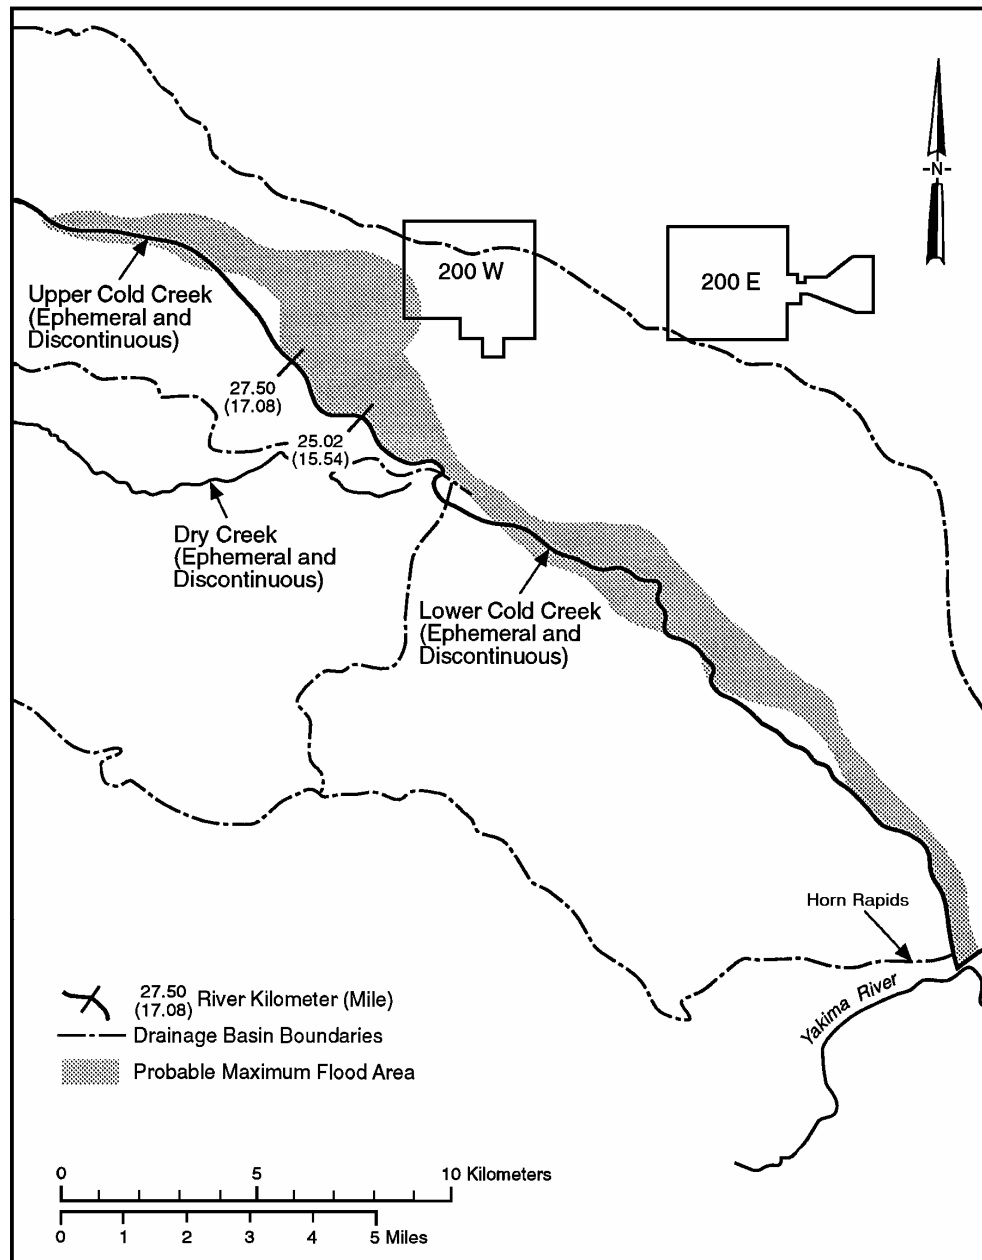 N
200 W
200 E
Upper Cold Creek
(Ephemeral and
Discontinuous)
27.50
(17.08)
25.02
(15.54)
Dry Creek
(Ephemeral and
Discontinuous)
Lower Cold Creek
(Ephemeral and
Discontinuous)
Horn Rapids
Yakima River
27.50
(17.08)
River Kilometer (Mile)
Drainage Basin Boundaries
Probable Maximum Flood Area
0 5 10 Kilometers
0 1 2 3 4 5 Miles